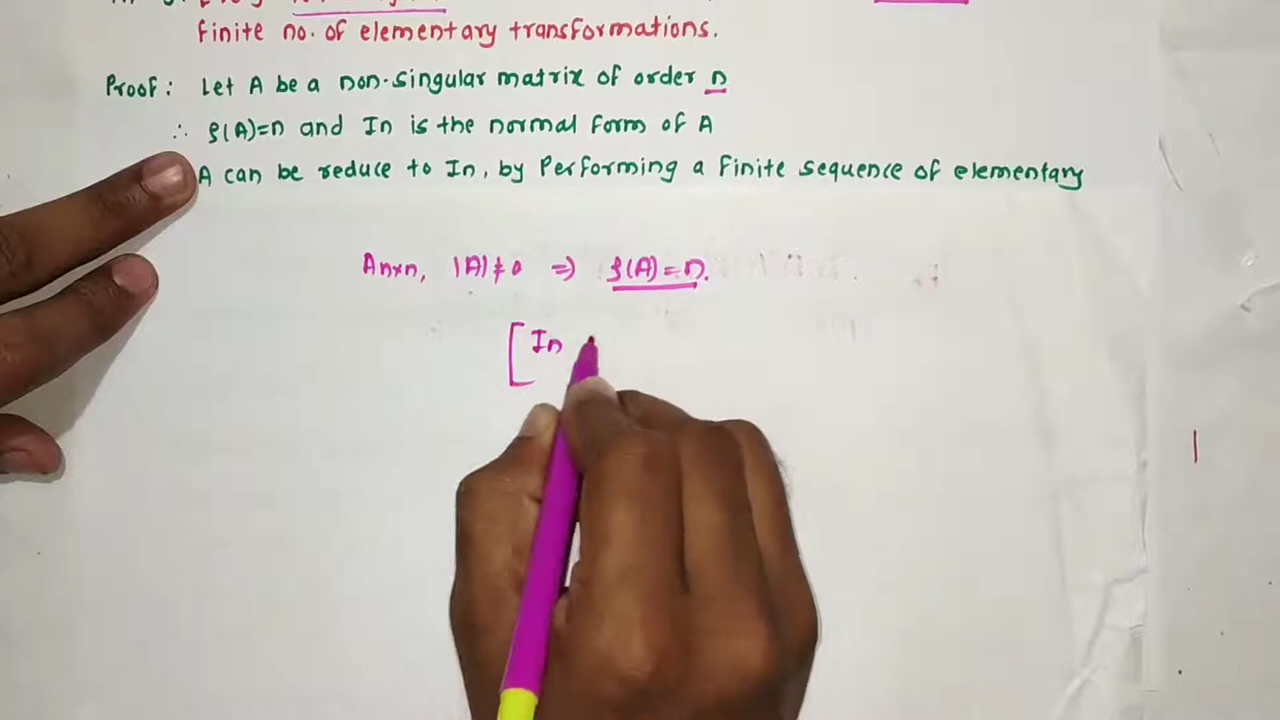 finite no. of elementary transformations.
Proof: Let A be a non-singular matrix of order n
∴ ρ(A)=n and In is the normal form of A
A can be reduce to In, by Performing a finite sequence of elementary
Anxn, |A|≠0 ⇒ ρ(A)=n.
[In